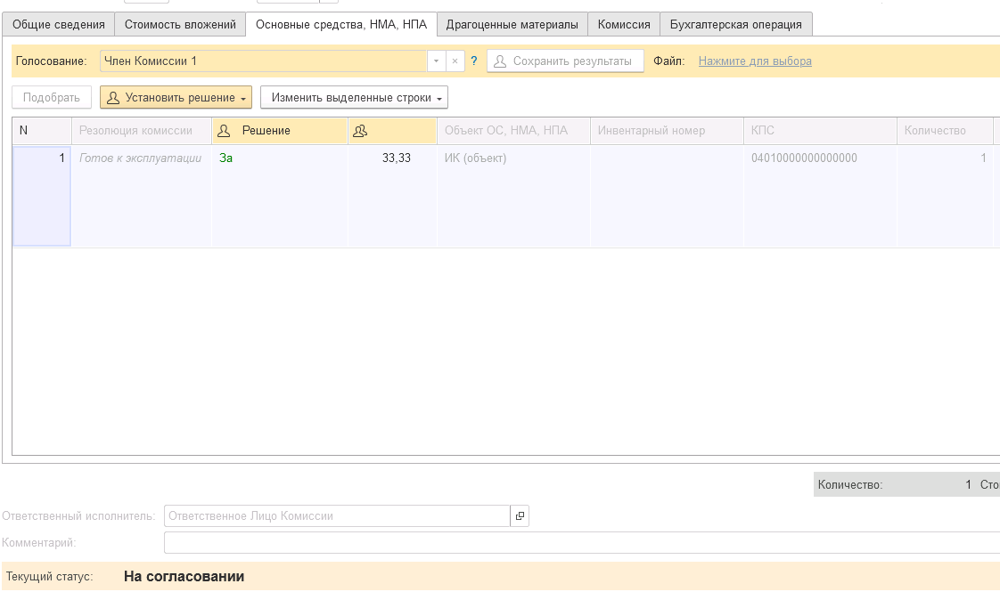 Общие сведения Стоимость вложений Основные средства, НМА, НПА Драгоценные материалы Комиссия Бухгалтерская операция
Голосование: Член Комиссии 1 ? Сохранить результаты Файл: Нажмите для выбора
Подобрать Установить решение Изменить выделенные строки
N Резолюция комиссии Решение Объект ОС, НМА, НПА Инвентарный номер КПС Количество
1 Готов к эксплуатации За 33,33 ИК (объект) 04010000000000000 1
Количество: 1 Сто
Ответственный исполнитель: Ответственное Лицо Комиссии
Комментарий:
Текущий статус: На согласовании